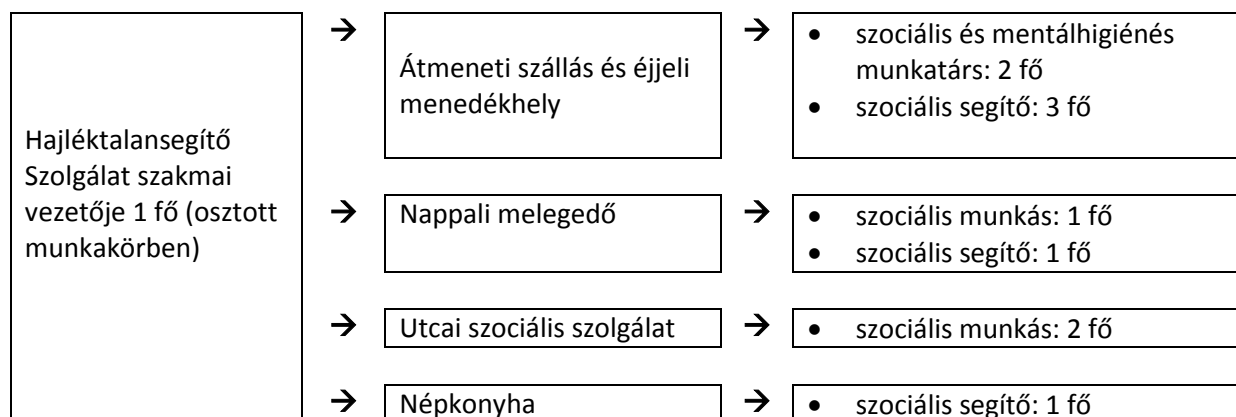 Hajléktalansegítő
Szolgálat szakmai
vezetője 1 fő (osztott
munkakörben)
→ Átmeneti szállás és éjjeli
menedékhely
→ • szociális és mentálhigiénés
munkatárs: 2 fő
• szociális segítő: 3 fő
→ Nappali melegedő
→ • szociális munkás: 1 fő
• szociális segítő: 1 fő
→ Utcai szociális szolgálat
→ • szociális munkás: 2 fő
→ Népkonyha
→ • szociális segítő: 1 fő